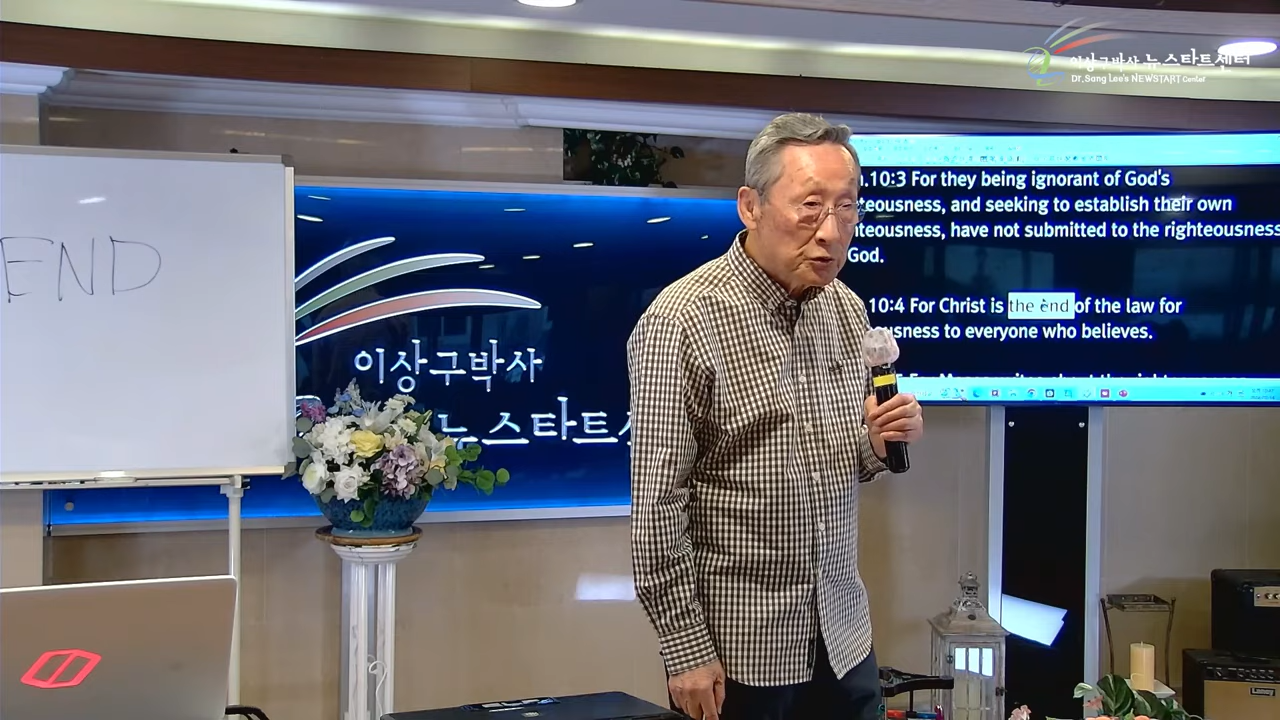 이상구박사 뉴스타트센터
Dr.Sang Lee's NEWSTART Center
END
이상구박사
뉴스타트
.10:3 For they being ignorant of God's
teousness, and seeking to establish their own
iteousness, have not submitted to the righteousness
God.
10:4 For Christ is the end of the law for
usness to everyone who believes.
Laney